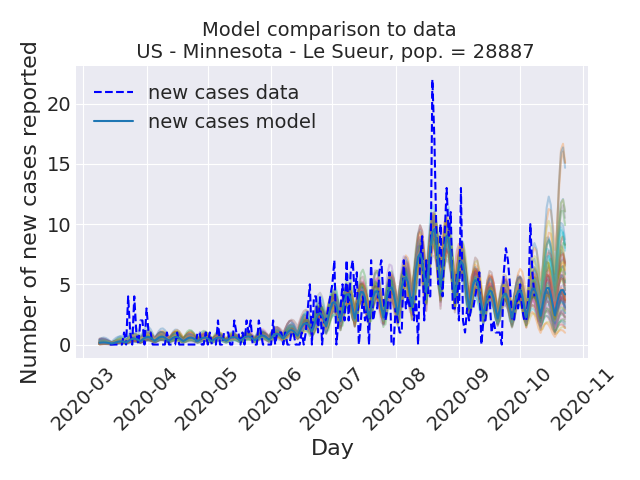 Model comparison to data
US - Minnesota - Le Sueur, pop. = 28887
Number of new cases reported
new cases data
new cases model
20
15
10
5
0
2020-03
2020-04
2020-05
2020-06
2020-07
2020-08
2020-09
2020-10
2020-11
Day